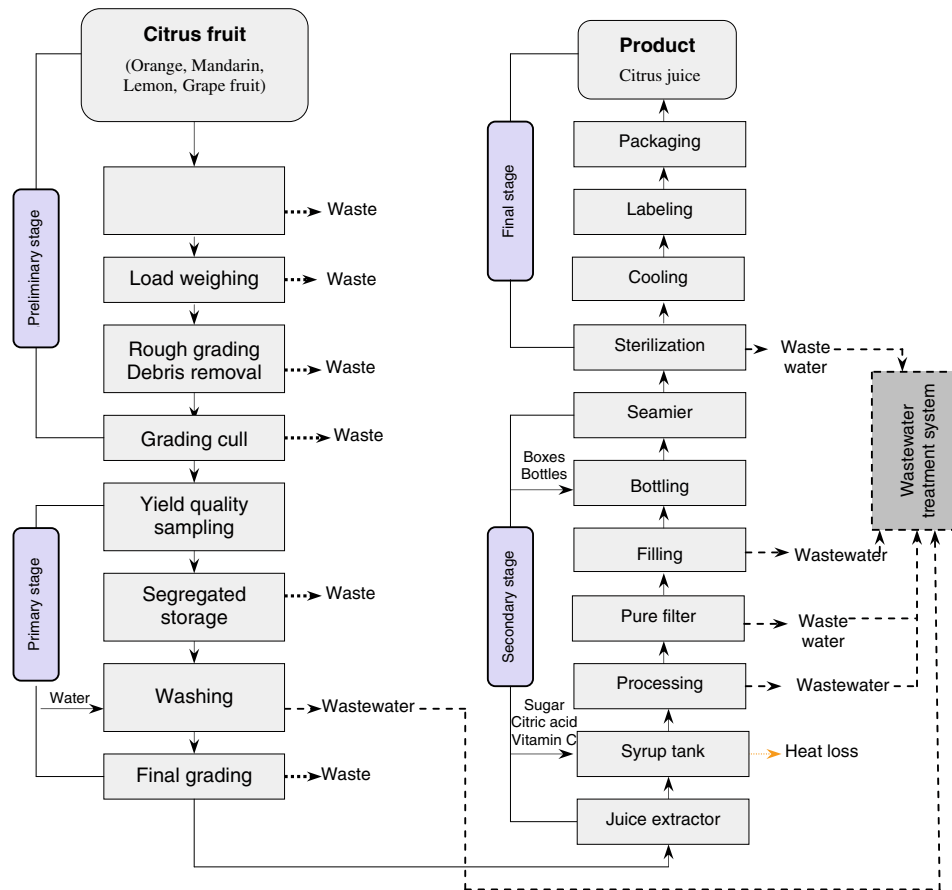 Citrus fruit
(Orange, Mandarin,
Lemon, Grape fruit)
Preliminary stage
Waste
Load weighing
Waste
Rough grading
Debris removal
Waste
Grading cull
Waste
Primary stage
Yield quality
sampling
Segregated
storage
Waste
Water
Washing
Wastewater
Final grading
Waste
Product
Citrus juice
Final stage
Packaging
Labeling
Cooling
Sterilization
Waste
water
Wastewater
treatment system
Seamier
Boxes
Bottles
Bottling
Secondary stage
Filling
Wastewater
Pure filter
Waste
water
Processing
Wastewater
Sugar
Citric acid
Vitamin C
Syrup tank
Heat loss
Juice extractor